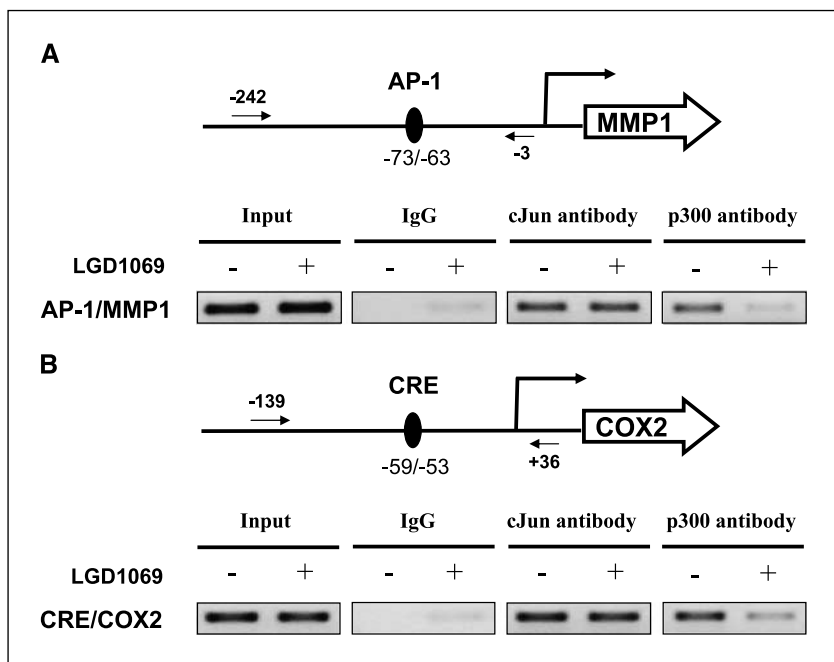 A
AP-1
-242
MMP1
-73/-63
-3
Input IgG cJun antibody p300 antibody
LGD1069 - + - + - + - +
AP-1/MMP1
B
CRE
-139
COX2
-59/-53
+36
Input IgG cJun antibody p300 antibody
LGD1069 - + - + - + - +
CRE/COX2